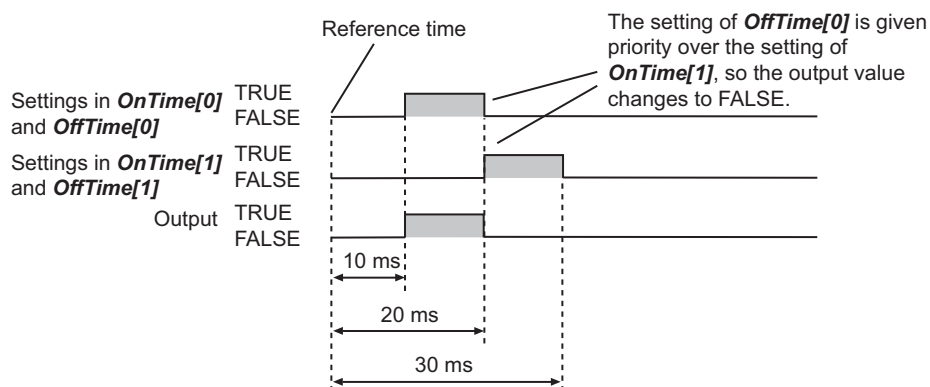 Reference time
The setting of OffTime[0] is given
priority over the setting of
OnTime[1], so the output value
changes to FALSE.
Settings in OnTime[0]
and OffTime[0]
TRUE
FALSE
Settings in OnTime[1]
and OffTime[1]
TRUE
FALSE
Output
TRUE
FALSE
10 ms
20 ms
30 ms